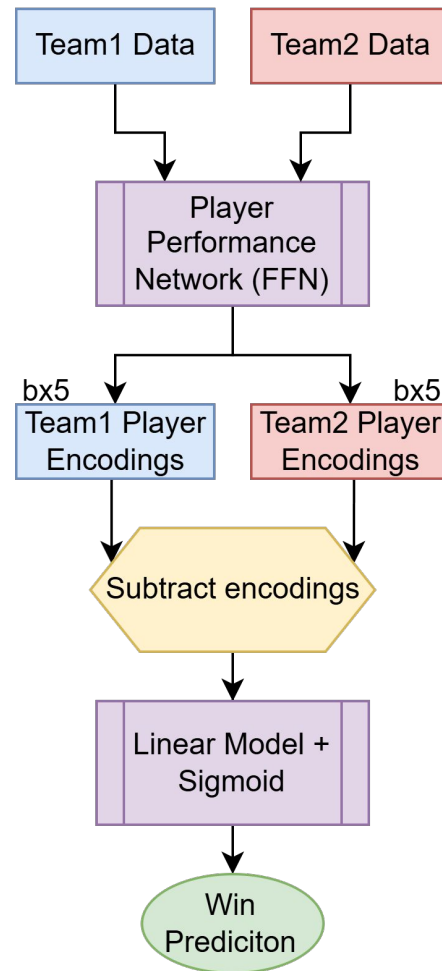 Team1 Data
Team2 Data
Player
Performance
Network (FFN)
bx5
bx5
Team1 Player
Encodings
Team2 Player
Encodings
Subtract encodings
Linear Model +
Sigmoid
Win
Prediciton